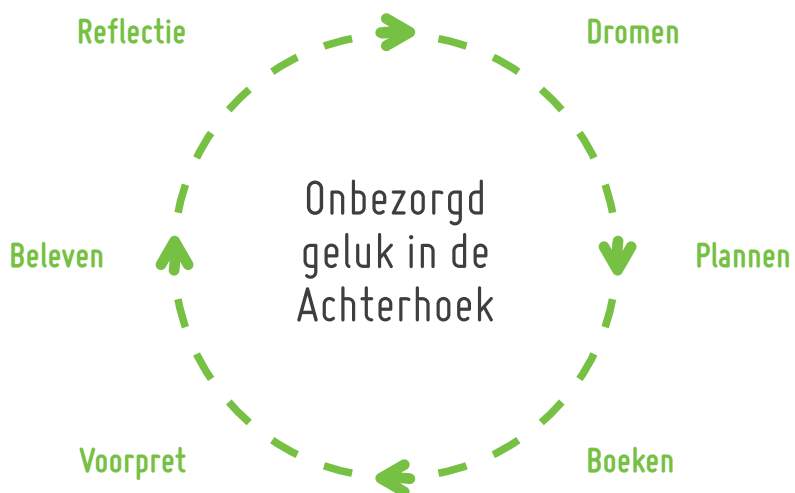 Reflectie
Dromen
Onbezorgd
geluk in de
Achterhoek
Beleven
Plannen
Voorpret
Boeken